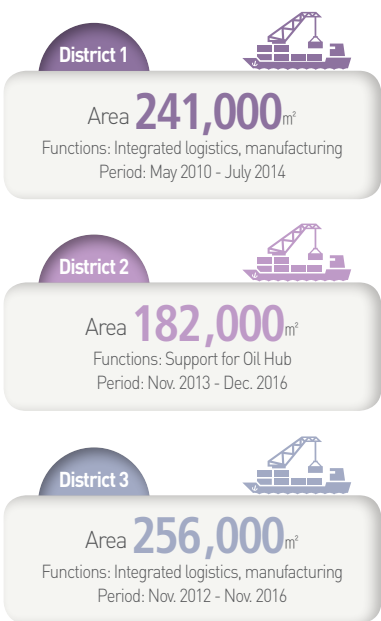 District 1
Area 241,000m²
Functions: Integrated logistics, manufacturing
Period: May 2010 - July 2014
District 2
Area 182,000m²
Functions: Support for Oil Hub
Period: Nov. 2013 - Dec. 2016
District 3
Area 256,000m²
Functions: Integrated logistics, manufacturing
Period: Nov. 2012 - Nov. 2016